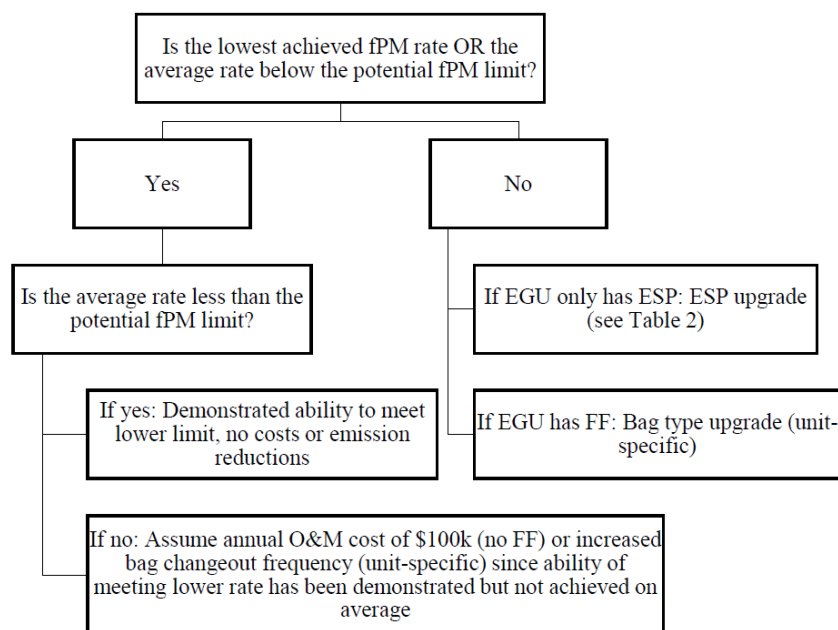 Is the lowest achieved fPM rate OR the
average rate below the potential fPM limit?
Yes
No
Is the average rate less than the
potential fPM limit?
If EGU only has ESP: ESP upgrade
(see Table 2)
If yes: Demonstrated ability to meet
lower limit, no costs or emission
reductions
If EGU has FF: Bag type upgrade (unit-
specific)
If no: Assume annual O&M cost of $100k (no FF) or increased
bag changeout frequency (unit-specific) since ability of
meeting lower rate has been demonstrated but not achieved on
average